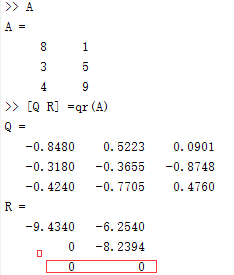 >> A
A =
8 1
3 5
4 9
>> [Q R] =qr(A)
Q =
-0.8480 0.5223 0.0901
-0.3180 -0.3655 -0.8748
-0.4240 -0.7705 0.4760
R =
-9.4340 -6.2540
0 -8.2394
0 0